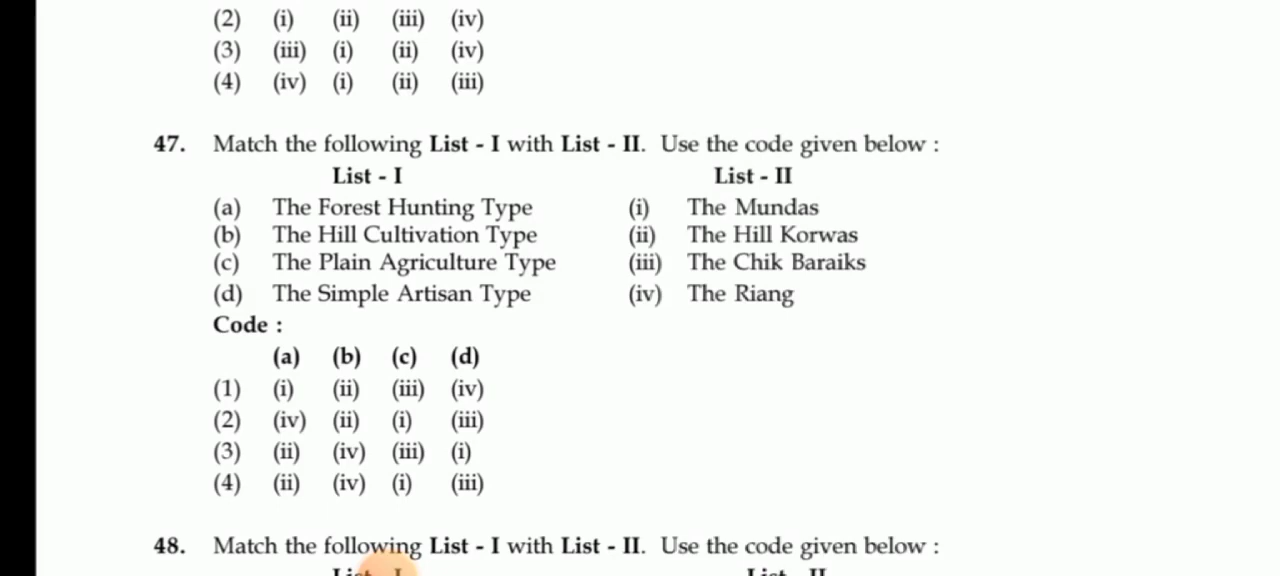 (2) (i) (ii) (iii) (iv)
(3) (iii) (i) (ii) (iv)
(4) (iv) (i) (ii) (iii)
47. Match the following List - I with List - II. Use the code given below :
List - I List - II
(a) The Forest Hunting Type (i) The Mundas
(b) The Hill Cultivation Type (ii) The Hill Korwas
(c) The Plain Agriculture Type (iii) The Chik Baraiks
(d) The Simple Artisan Type (iv) The Riang
Code :
(a) (b) (c) (d)
(1) (i) (ii) (iii) (iv)
(2) (iv) (ii) (i) (iii)
(3) (ii) (iv) (iii) (i)
(4) (ii) (iv) (i) (iii)
48. Match the following List - I with List - II. Use the code given below :
List - I List - II